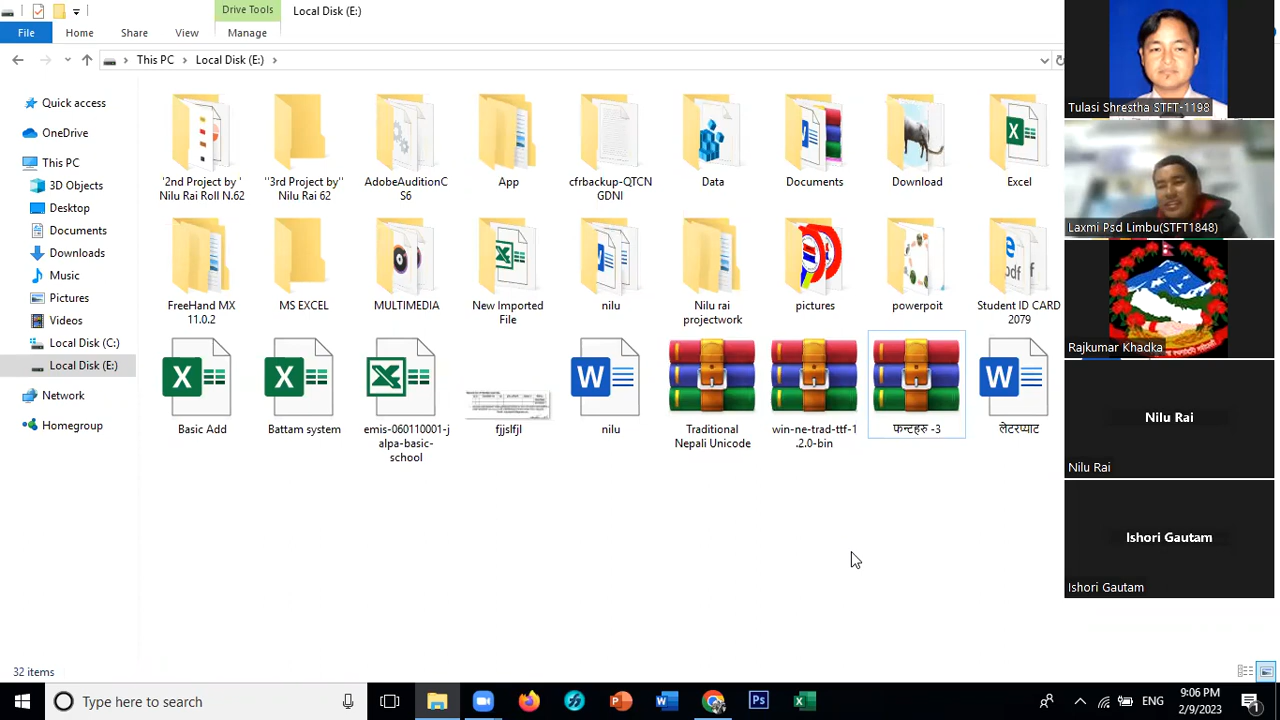 Drive Tools
Local Disk (E:)
File
Home
Share
View
Manage
This PC
Local Disk (E:)
Quick access
OneDrive
This PC
3D Objects
Desktop
Documents
Downloads
Music
Pictures
Videos
Local Disk (C:)
Local Disk (E:)
Network
Homegroup
'2nd Project by '
Nilu Rai Roll N.62
''3rd Project by''
Nilu Rai 62
AdobeAuditionC
S6
App
cfrbackup-QTCN
GDNI
Data
Documents
Download
Excel
FreeHand MX
11.0.2
MS EXCEL
MULTIMEDIA
New Imported
File
nilu
Nilu rai
projectwork
pictures
powerpoit
Student ID CARD
2079
Basic Add
Battam system
emis-060110001-j
alpa-basic-
school
fjjslfjl
nilu
Traditional
Nepali Unicode
win-ne-trad-ttf-1
.2.0-bin
फन्टहरु -3
लेटरप्याट
Tulasi Shrestha STFT-1198
Laxmi Psd Limbu(STFT1848)
Rajkumar Khadka
Nilu Rai
Nilu Rai
Ishori Gautam
Ishori Gautam
32 items
Type here to search
ENG
9:06 PM
2/9/2023